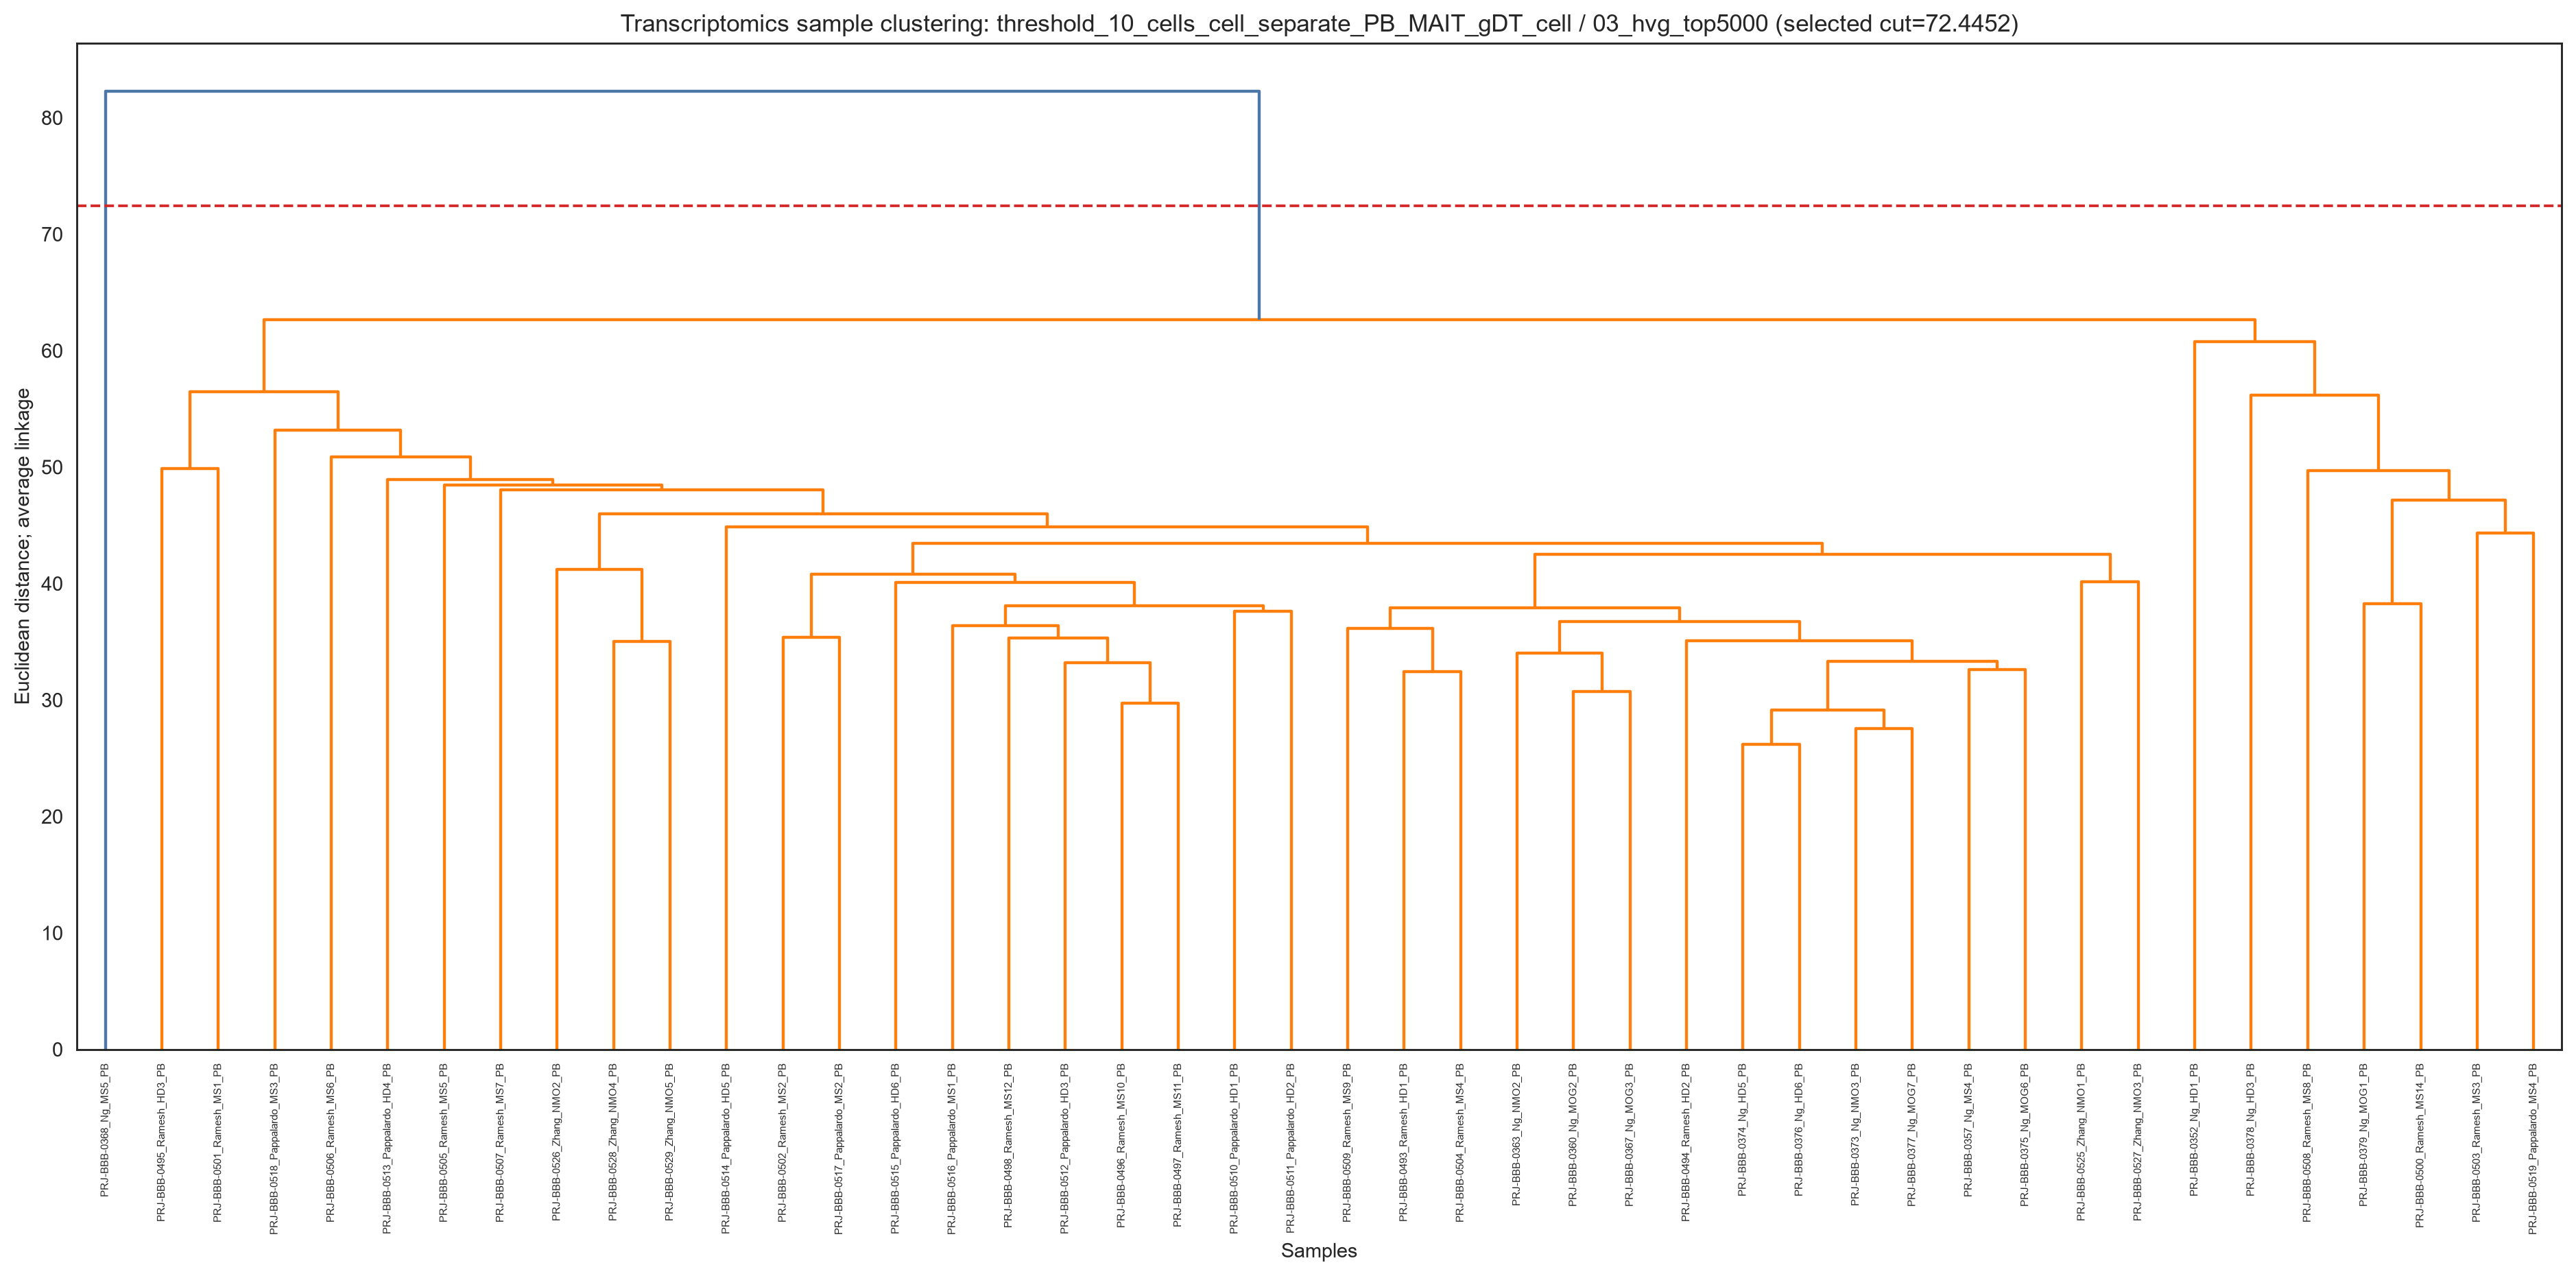 Transcriptomics sample clustering: threshold_10_cells_cell_separate_PB_MAIT_gDT_cell / 03_hvg_top5000 (selected cut=72.4452)
Euclidean distance; average linkage
80
70
60
50
40
30
20
10
0
PRJ-BBB-0368_Ng_MS5_PB
PRJ-BBB-0495_Ramesh_HD3_PB
PRJ-BBB-0501_Ramesh_MS1_PB
PRJ-BBB-0518_Pappalardo_MS3_PB
PRJ-BBB-0506_Ramesh_MS6_PB
PRJ-BBB-0513_Pappalardo_HD4_PB
PRJ-BBB-0505_Ramesh_MS5_PB
PRJ-BBB-0507_Ramesh_MS7_PB
PRJ-BBB-0526_Zhang_NMO2_PB
PRJ-BBB-0528_Zhang_NMO4_PB
PRJ-BBB-0529_Zhang_NMO5_PB
PRJ-BBB-0514_Pappalardo_HD5_PB
PRJ-BBB-0502_Ramesh_MS2_PB
PRJ-BBB-0517_Pappalardo_MS2_PB
PRJ-BBB-0515_Pappalardo_HD6_PB
PRJ-BBB-0516_Pappalardo_MS1_PB
PRJ-BBB-0498_Ramesh_MS12_PB
PRJ-BBB-0512_Pappalardo_HD3_PB
PRJ-BBB-0496_Ramesh_MS10_PB
PRJ-BBB-0497_Ramesh_MS11_PB
PRJ-BBB-0510_Pappalardo_HD1_PB
PRJ-BBB-0511_Pappalardo_HD2_PB
PRJ-BBB-0509_Ramesh_MS9_PB
PRJ-BBB-0493_Ramesh_HD1_PB
PRJ-BBB-0504_Ramesh_MS4_PB
PRJ-BBB-0363_Ng_NMO2_PB
PRJ-BBB-0360_Ng_MOG2_PB
PRJ-BBB-0367_Ng_MOG3_PB
PRJ-BBB-0494_Ramesh_HD2_PB
PRJ-BBB-0374_Ng_HD5_PB
PRJ-BBB-0376_Ng_HD6_PB
PRJ-BBB-0373_Ng_NMO3_PB
PRJ-BBB-0377_Ng_MOG7_PB
PRJ-BBB-0357_Ng_MS4_PB
PRJ-BBB-0375_Ng_MOG6_PB
PRJ-BBB-0525_Zhang_NMO1_PB
PRJ-BBB-0527_Zhang_NMO3_PB
PRJ-BBB-0352_Ng_HD1_PB
PRJ-BBB-0378_Ng_HD3_PB
PRJ-BBB-0508_Ramesh_MS8_PB
PRJ-BBB-0379_Ng_MOG1_PB
PRJ-BBB-0500_Ramesh_MS14_PB
PRJ-BBB-0503_Ramesh_MS3_PB
PRJ-BBB-0519_Pappalardo_MS4_PB
Samples